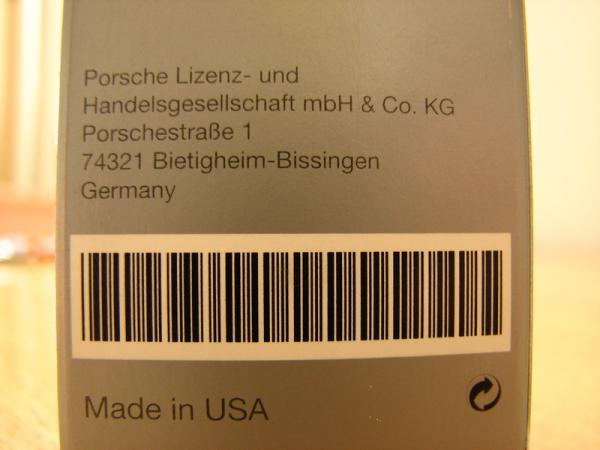 Porsche Lizenz- und
Handelsgesellschaft mbH & Co. KG
Porschestraße 1
74321 Bietigheim-Bissingen
Germany
Made in USA